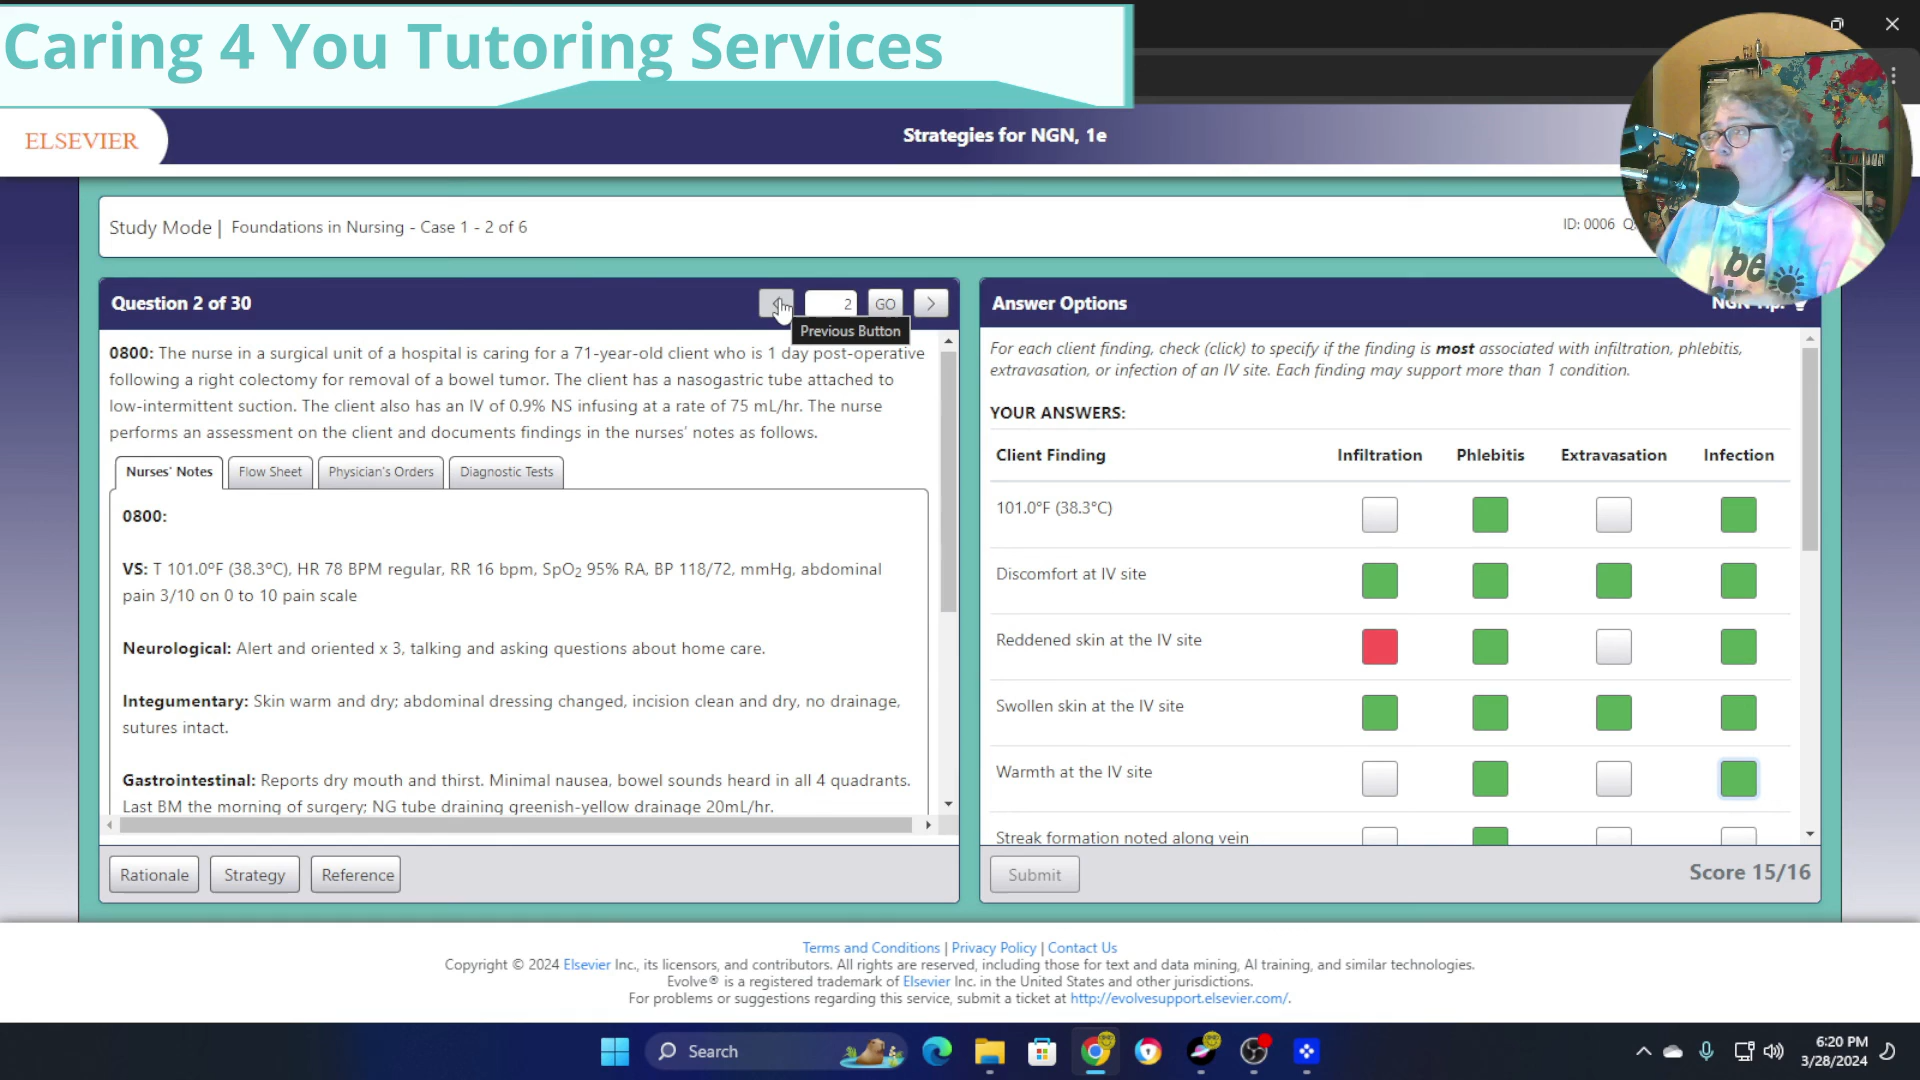 Caring 4 You Tutoring Services
ELSEVIER
Strategies for NGN, 1e
Study Mode | Foundations in Nursing - Case 1 - 2 of 6
ID: 0006
Question 2 of 30
2
GO
Previous Button
0800: The nurse in a surgical unit of a hospital is caring for a 71-year-old client who is 1 day post-operative
following a right colectomy for removal of a bowel tumor. The client has a nasogastric tube attached to
low-intermittent suction. The client also has an IV of 0.9% NS infusing at a rate of 75 mL/hr. The nurse
performs an assessment on the client and documents findings in the nurses' notes as follows.
Nurses' Notes
Flow Sheet
Physician's Orders
Diagnostic Tests
0800:
VS: T 101.0°F (38.3°C), HR 78 BPM regular, RR 16 bpm, SpO2 95% RA, BP 118/72, mmHg, abdominal
pain 3/10 on 0 to 10 pain scale
Neurological: Alert and oriented x 3, talking and asking questions about home care.
Integumentary: Skin warm and dry; abdominal dressing changed, incision clean and dry, no drainage,
sutures intact.
Gastrointestinal: Reports dry mouth and thirst. Minimal nausea, bowel sounds heard in all 4 quadrants.
Last BM the morning of surgery; NG tube draining greenish-yellow drainage 20mL/hr.
Rationale
Strategy
Reference
Answer Options
For each client finding, check (click) to specify if the finding is most associated with infiltration, phlebitis,
extravasation, or infection of an IV site. Each finding may support more than 1 condition.
YOUR ANSWERS:
Client Finding Infiltration Phlebitis Extravasation Infection
101.0°F (38.3°C)
Discomfort at IV site
Reddened skin at the IV site
Swollen skin at the IV site
Warmth at the IV site
Streak formation noted along vein
Submit
Score 15/16
be
Terms and Conditions | Privacy Policy | Contact Us
Copyright © 2024 Elsevier Inc., its licensors, and contributors. All rights are reserved, including those for text and data mining, AI training, and similar technologies.
Evolve® is a registered trademark of Elsevier Inc. in the United States and other jurisdictions.
For problems or suggestions regarding this service, submit a ticket at http://evolvesupport.elsevier.com/.
Search
6:20 PM
3/28/2024